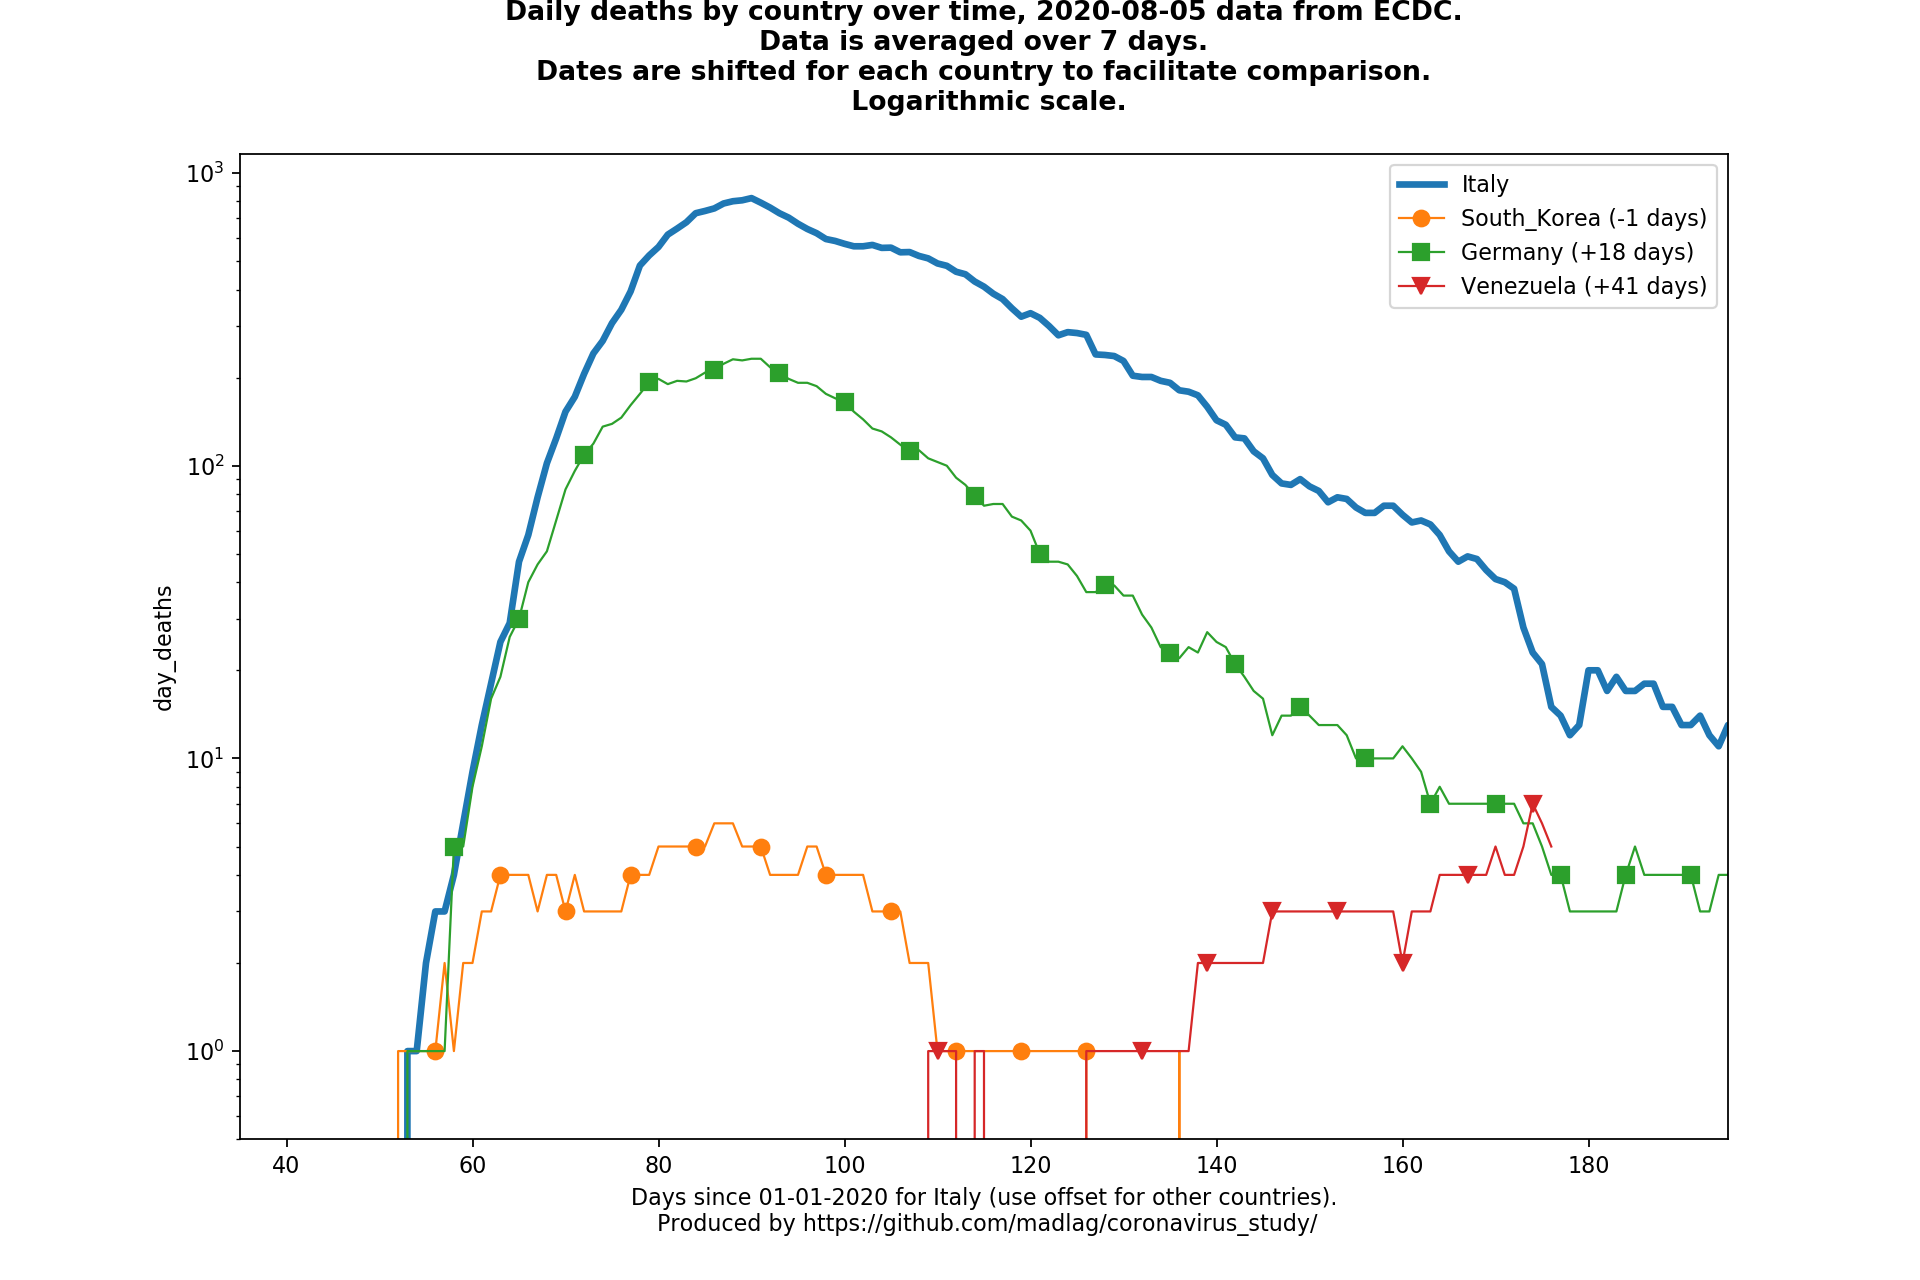 Daily deaths by country over time, 2020-08-05 data from ECDC.
Data is averaged over 7 days.
Dates are shifted for each country to facilitate comparison.
Logarithmic scale.
10³
10²
10¹
10⁰
day_deaths
Italy
South_Korea (-1 days)
Germany (+18 days)
Venezuela (+41 days)
40 60 80 100 120 140 160 180
Days since 01-01-2020 for Italy (use offset for other countries).
Produced by https://github.com/madlag/coronavirus_study/